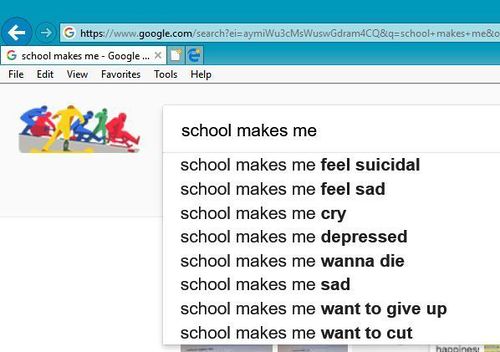 https://www.google.com/search?ei=aymiWu3cMsWuswGdram4CQ&q=school+makes+me&o
school makes me - Google ...
File Edit View Favorites Tools Help
school makes me
school makes me feel suicidal
school makes me feel sad
school makes me cry
school makes me depressed
school makes me wanna die
school makes me sad
school makes me want to give up
school makes me want to cut
happiness